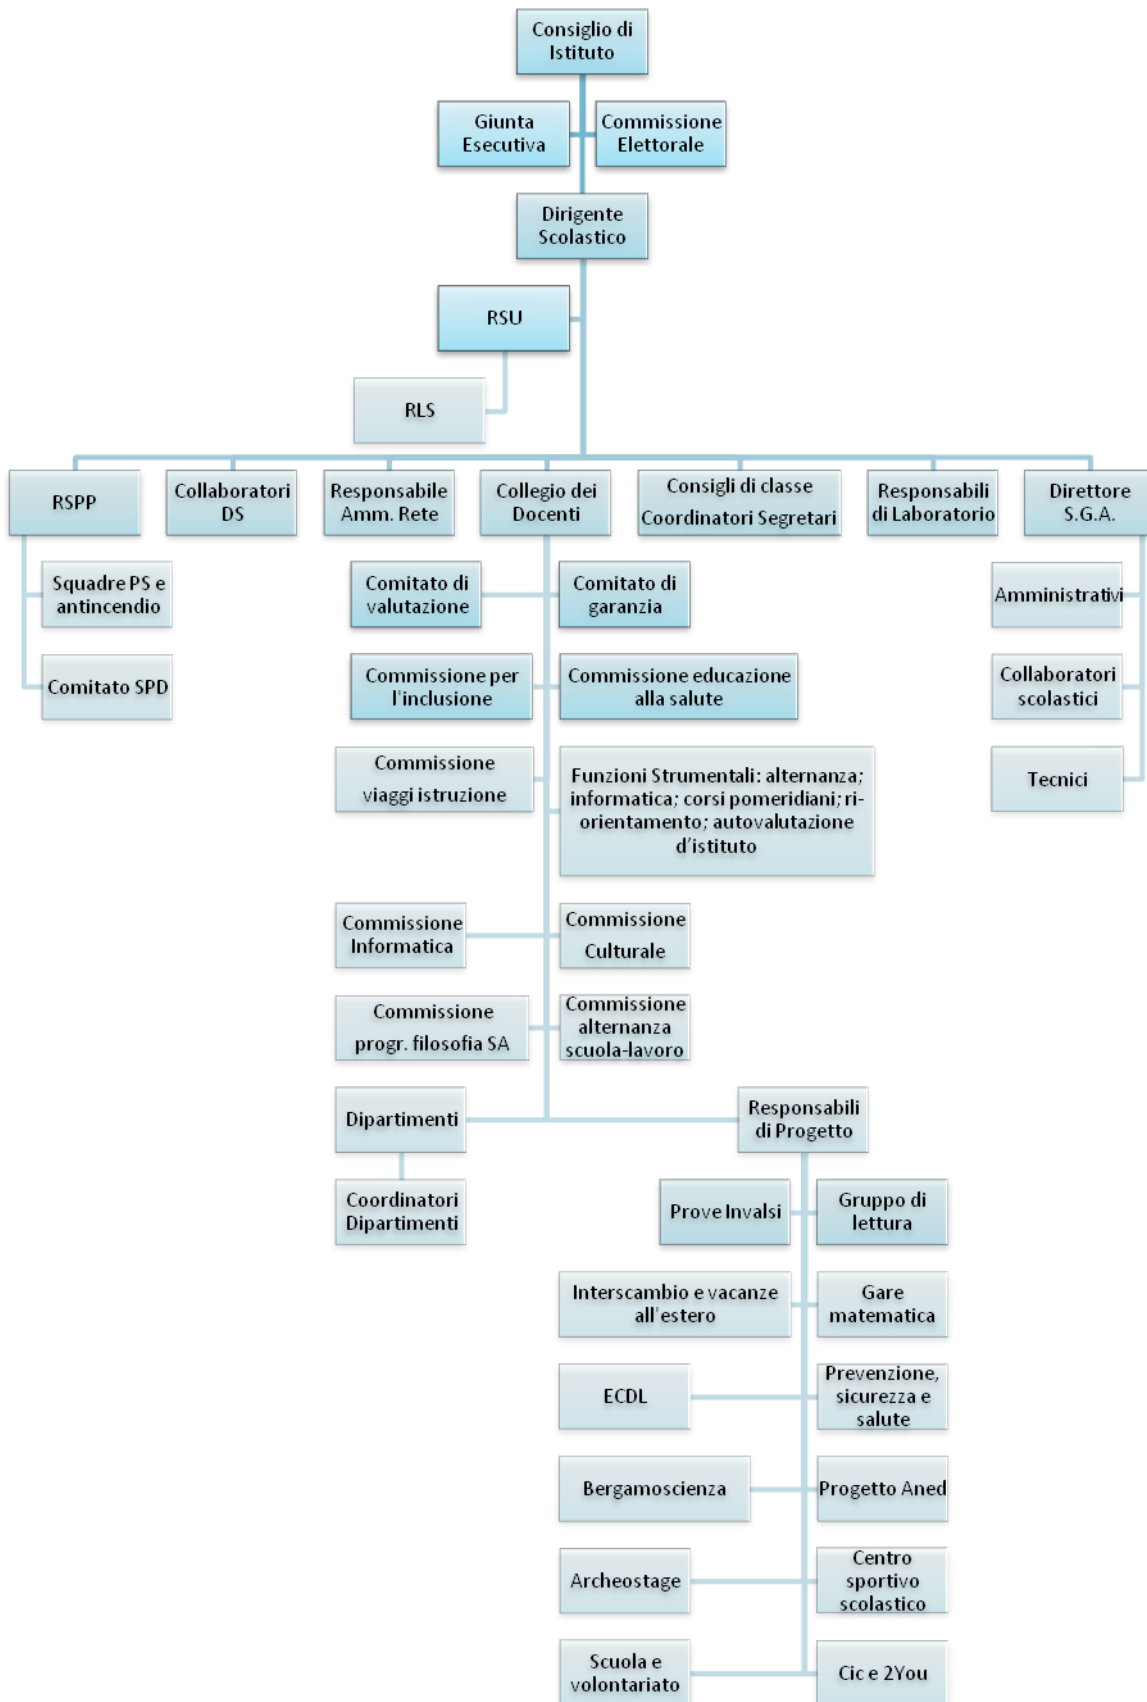 Consiglio di
Istituto
Giunta
Esecutiva
Commissione
Elettorale
Dirigente
Scolastico
RSU
RLS
RSPP
Collaboratori
DS
Responsabile
Amm. Rete
Collegio dei
Docenti
Consigli di classe
Coordinatori Segretari
Responsabili
di Laboratorio
Direttore
S.G.A.
Squadre PS e
antincendio
Comitato di
valutazione
Comitato di
garanzia
Amministrativi
Comitato SPD
Commissione per
l'inclusione
Commissione educazione
alla salute
Collaboratori
scolastici
Commissione
viaggi istruzione
Funzioni Strumentali: alternanza;
informatica; corsi pomeridiani; ri-
orientamento; autovalutazione
d'istituto
Tecnici
Commissione
Informatica
Commissione
Culturale
Commissione
progr. filosofia SA
Commissione
alternanza
scuola-lavoro
Dipartimenti
Responsabili
di Progetto
Coordinatori
Dipartimenti
Prove Invalsi
Gruppo di
lettura
Interscambio e vacanze
all'estero
Gare
matematica
ECDL
Prevenzione,
sicurezza e
salute
Bergamoscienza
Progetto Aned
Archeostage
Centro
sportivo
scolastico
Scuola e
volontariato
Cic e 2You